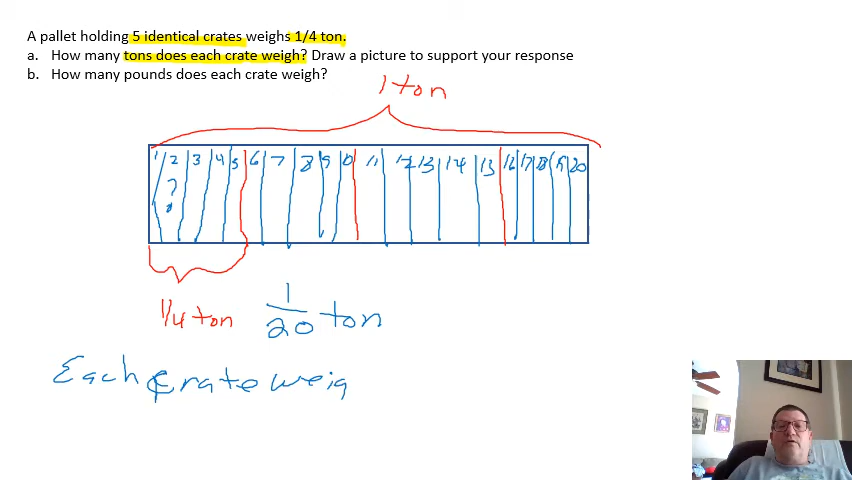 A pallet holding 5 identical crates weighs 1/4 ton.
a. How many tons does each crate weigh? Draw a picture to support your response
b. How many pounds does each crate weigh?
1 ton
1 2 3 4 5 6 7 8 9 10 11 12 13 14 15 16 17 18 19 20
?
1/4 ton 1/20 ton
Each Crate weig